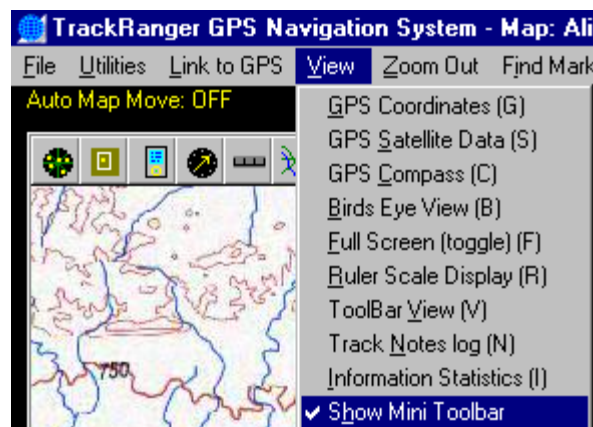 TrackRanger GPS Navigation System - Map: Ali
File Utilities Link to GPS View Zoom Out Find Mark
Auto Map Move: OFF
GPS Coordinates (G)
GPS Satellite Data (S)
GPS Compass (C)
Birds Eye View (B)
Full Screen (toggle) (F)
Ruler Scale Display (R)
ToolBar View (V)
Track Notes log (N)
Information Statistics (I)
Show Mini Toolbar
750